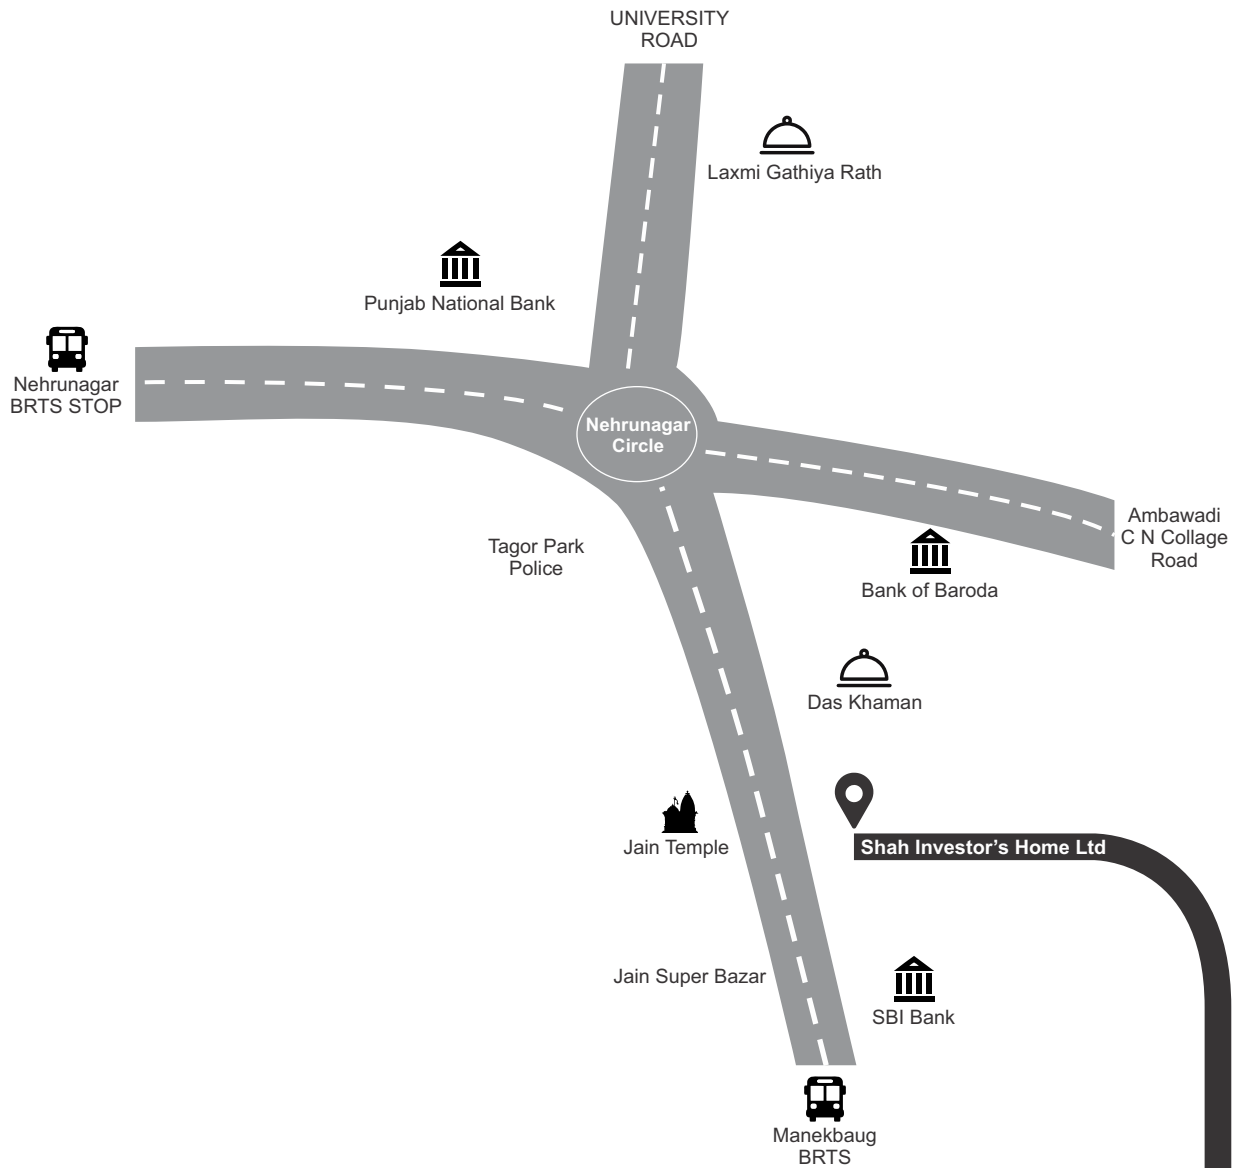 UNIVERSITY
ROAD
Laxmi Gathiya Rath
Punjab National Bank
Nehrunagar
BRTS STOP
Nehrunagar
Circle
Ambawadi
C N Collage
Road
Tagor Park
Police
Bank of Baroda
Das Khaman
Jain Temple
Shah Investor’s Home Ltd
Jain Super Bazar
SBI Bank
Manekbaug
BRTS